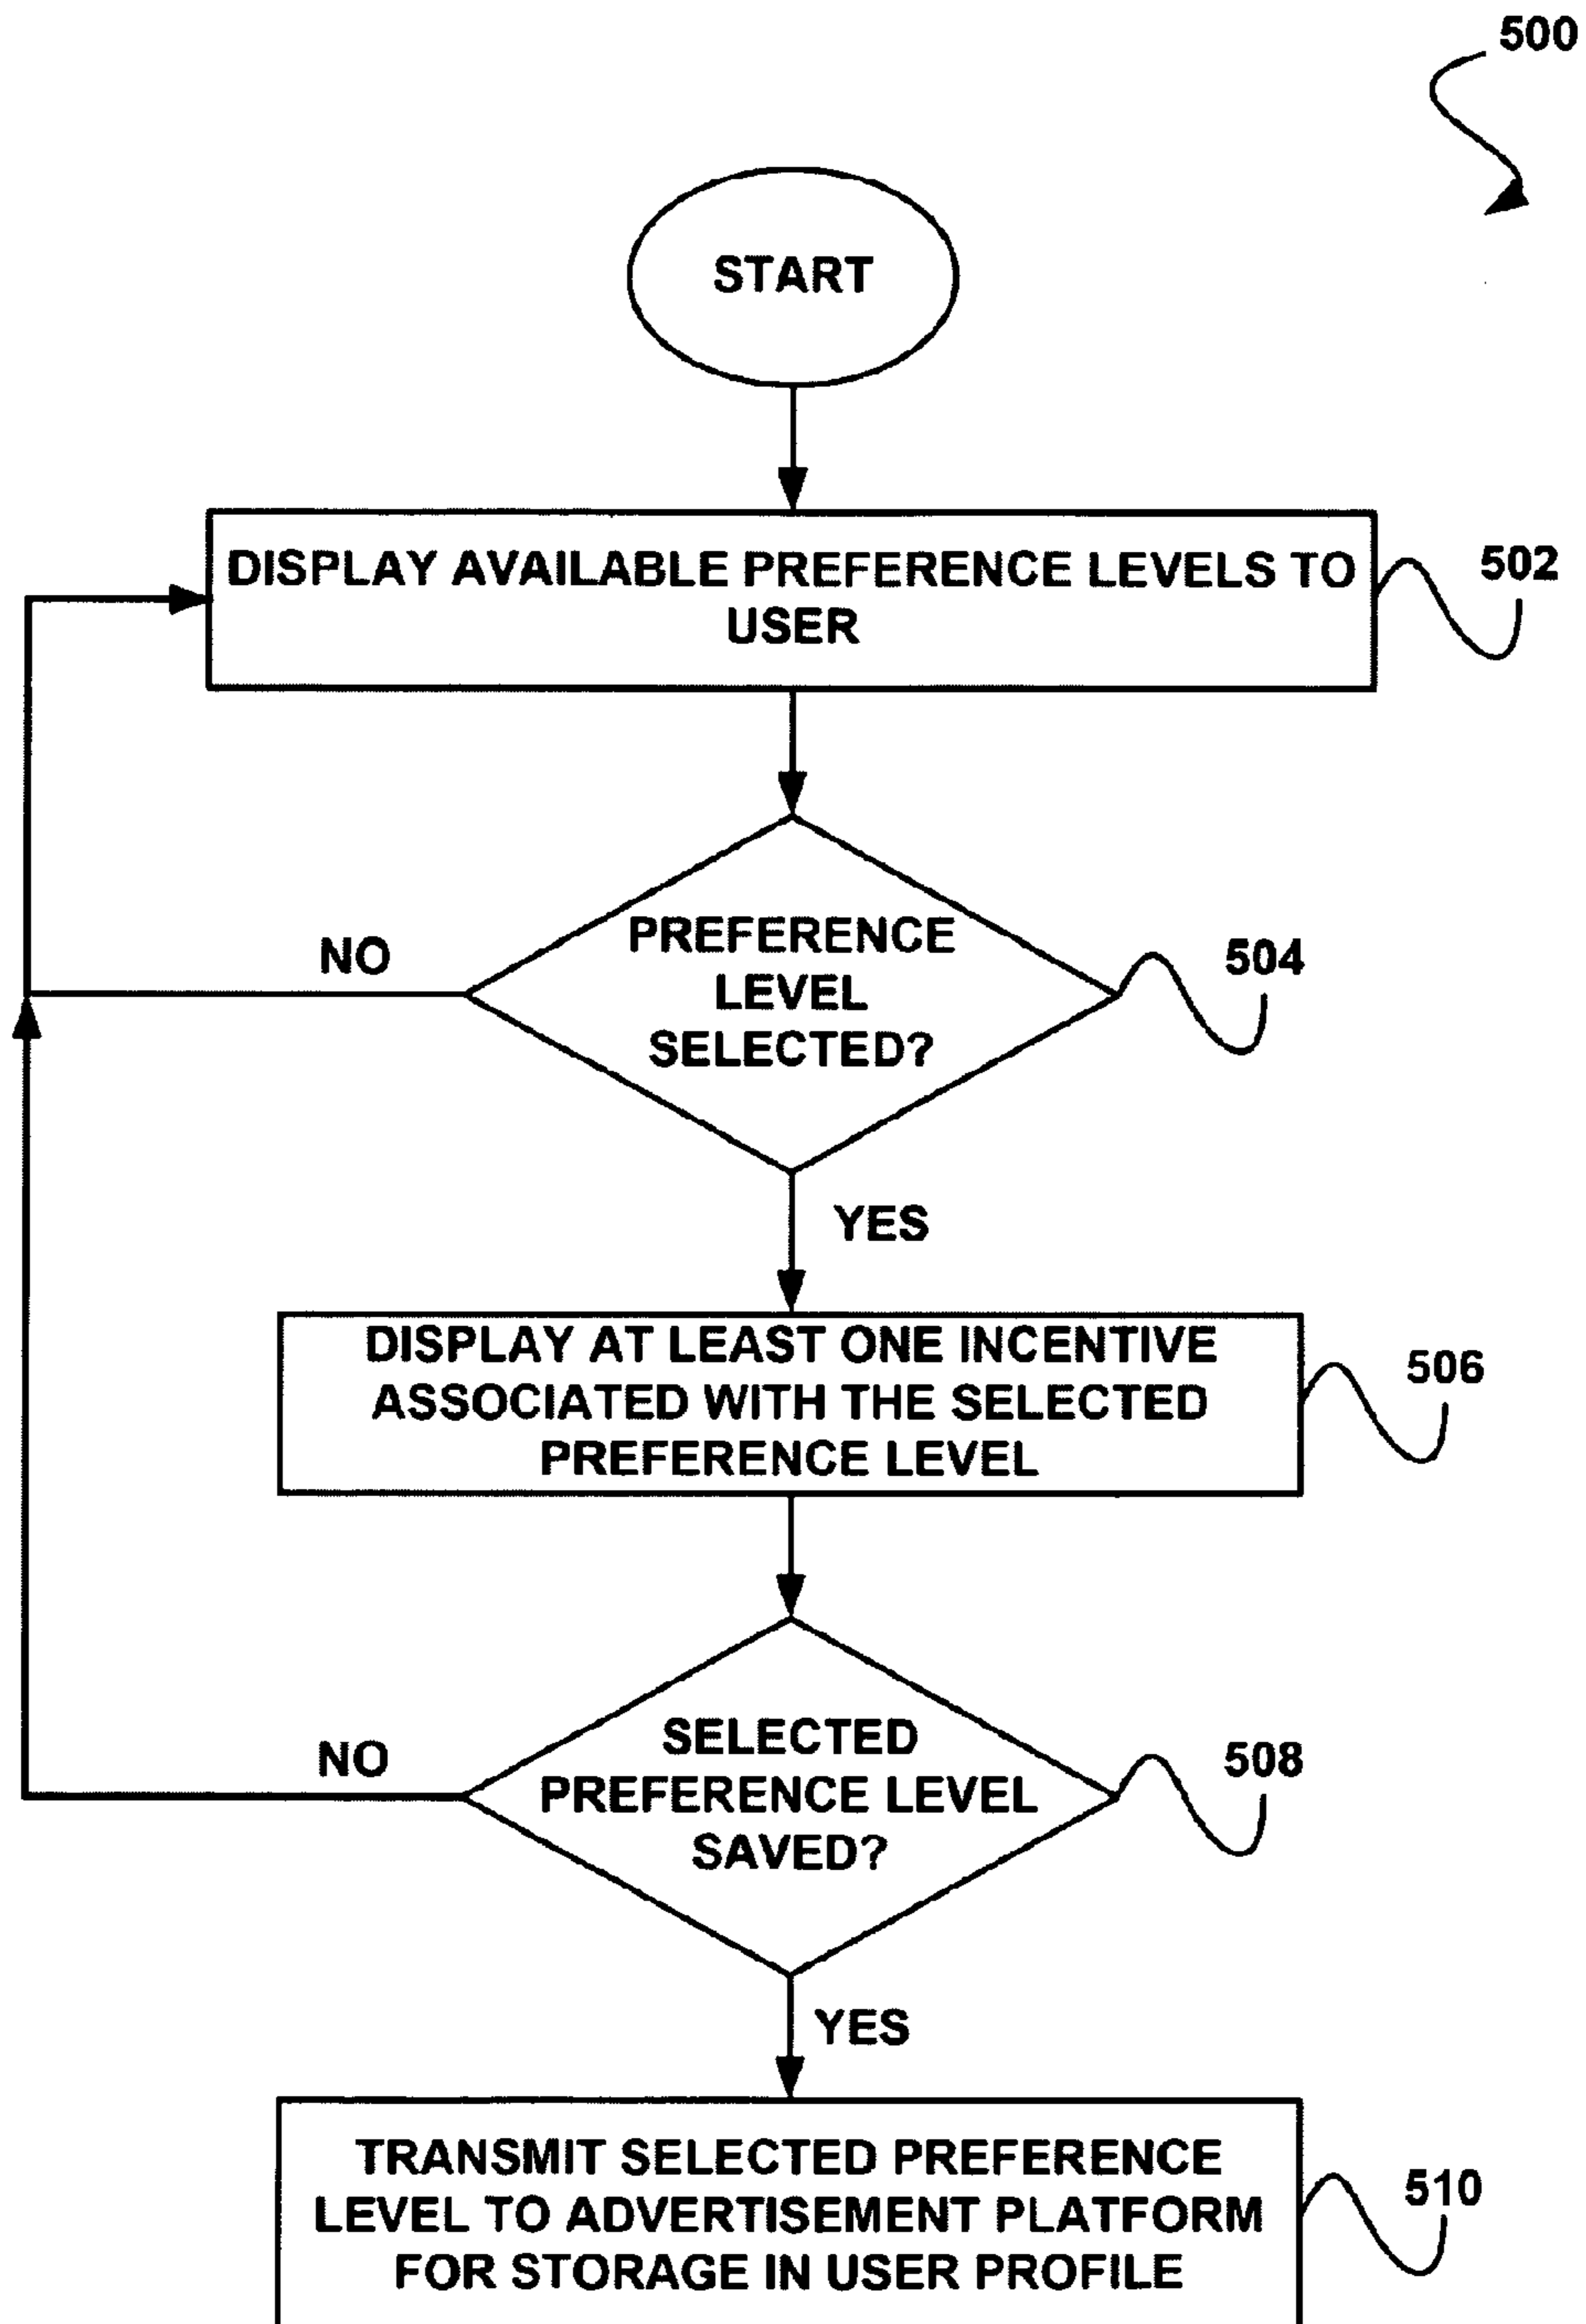 500
START
DISPLAY AVAILABLE PREFERENCE LEVELS TO
USER
502
PREFERENCE
LEVEL
SELECTED?
504
NO
YES
DISPLAY AT LEAST ONE INCENTIVE
ASSOCIATED WITH THE SELECTED
PREFERENCE LEVEL
506
SELECTED
PREFERENCE LEVEL
SAVED?
508
NO
YES
TRANSMIT SELECTED PREFERENCE
LEVEL TO ADVERTISEMENT PLATFORM
FOR STORAGE IN USER PROFILE
510